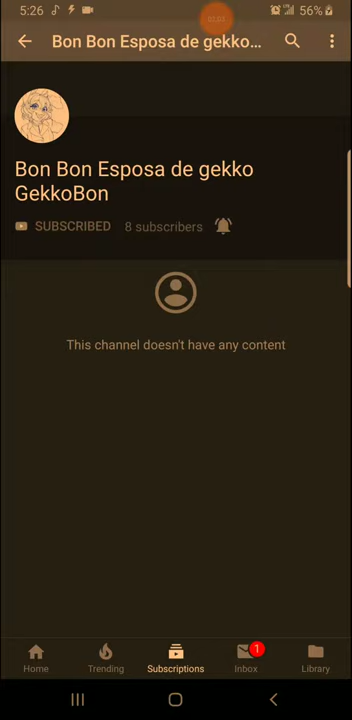 5:26
56%
Bon Bon Esposa de gekko...
Bon Bon Esposa de gekko
GekkoBon
SUBSCRIBED 8 subscribers
This channel doesn't have any content
1
Home Trending Subscriptions Inbox Library